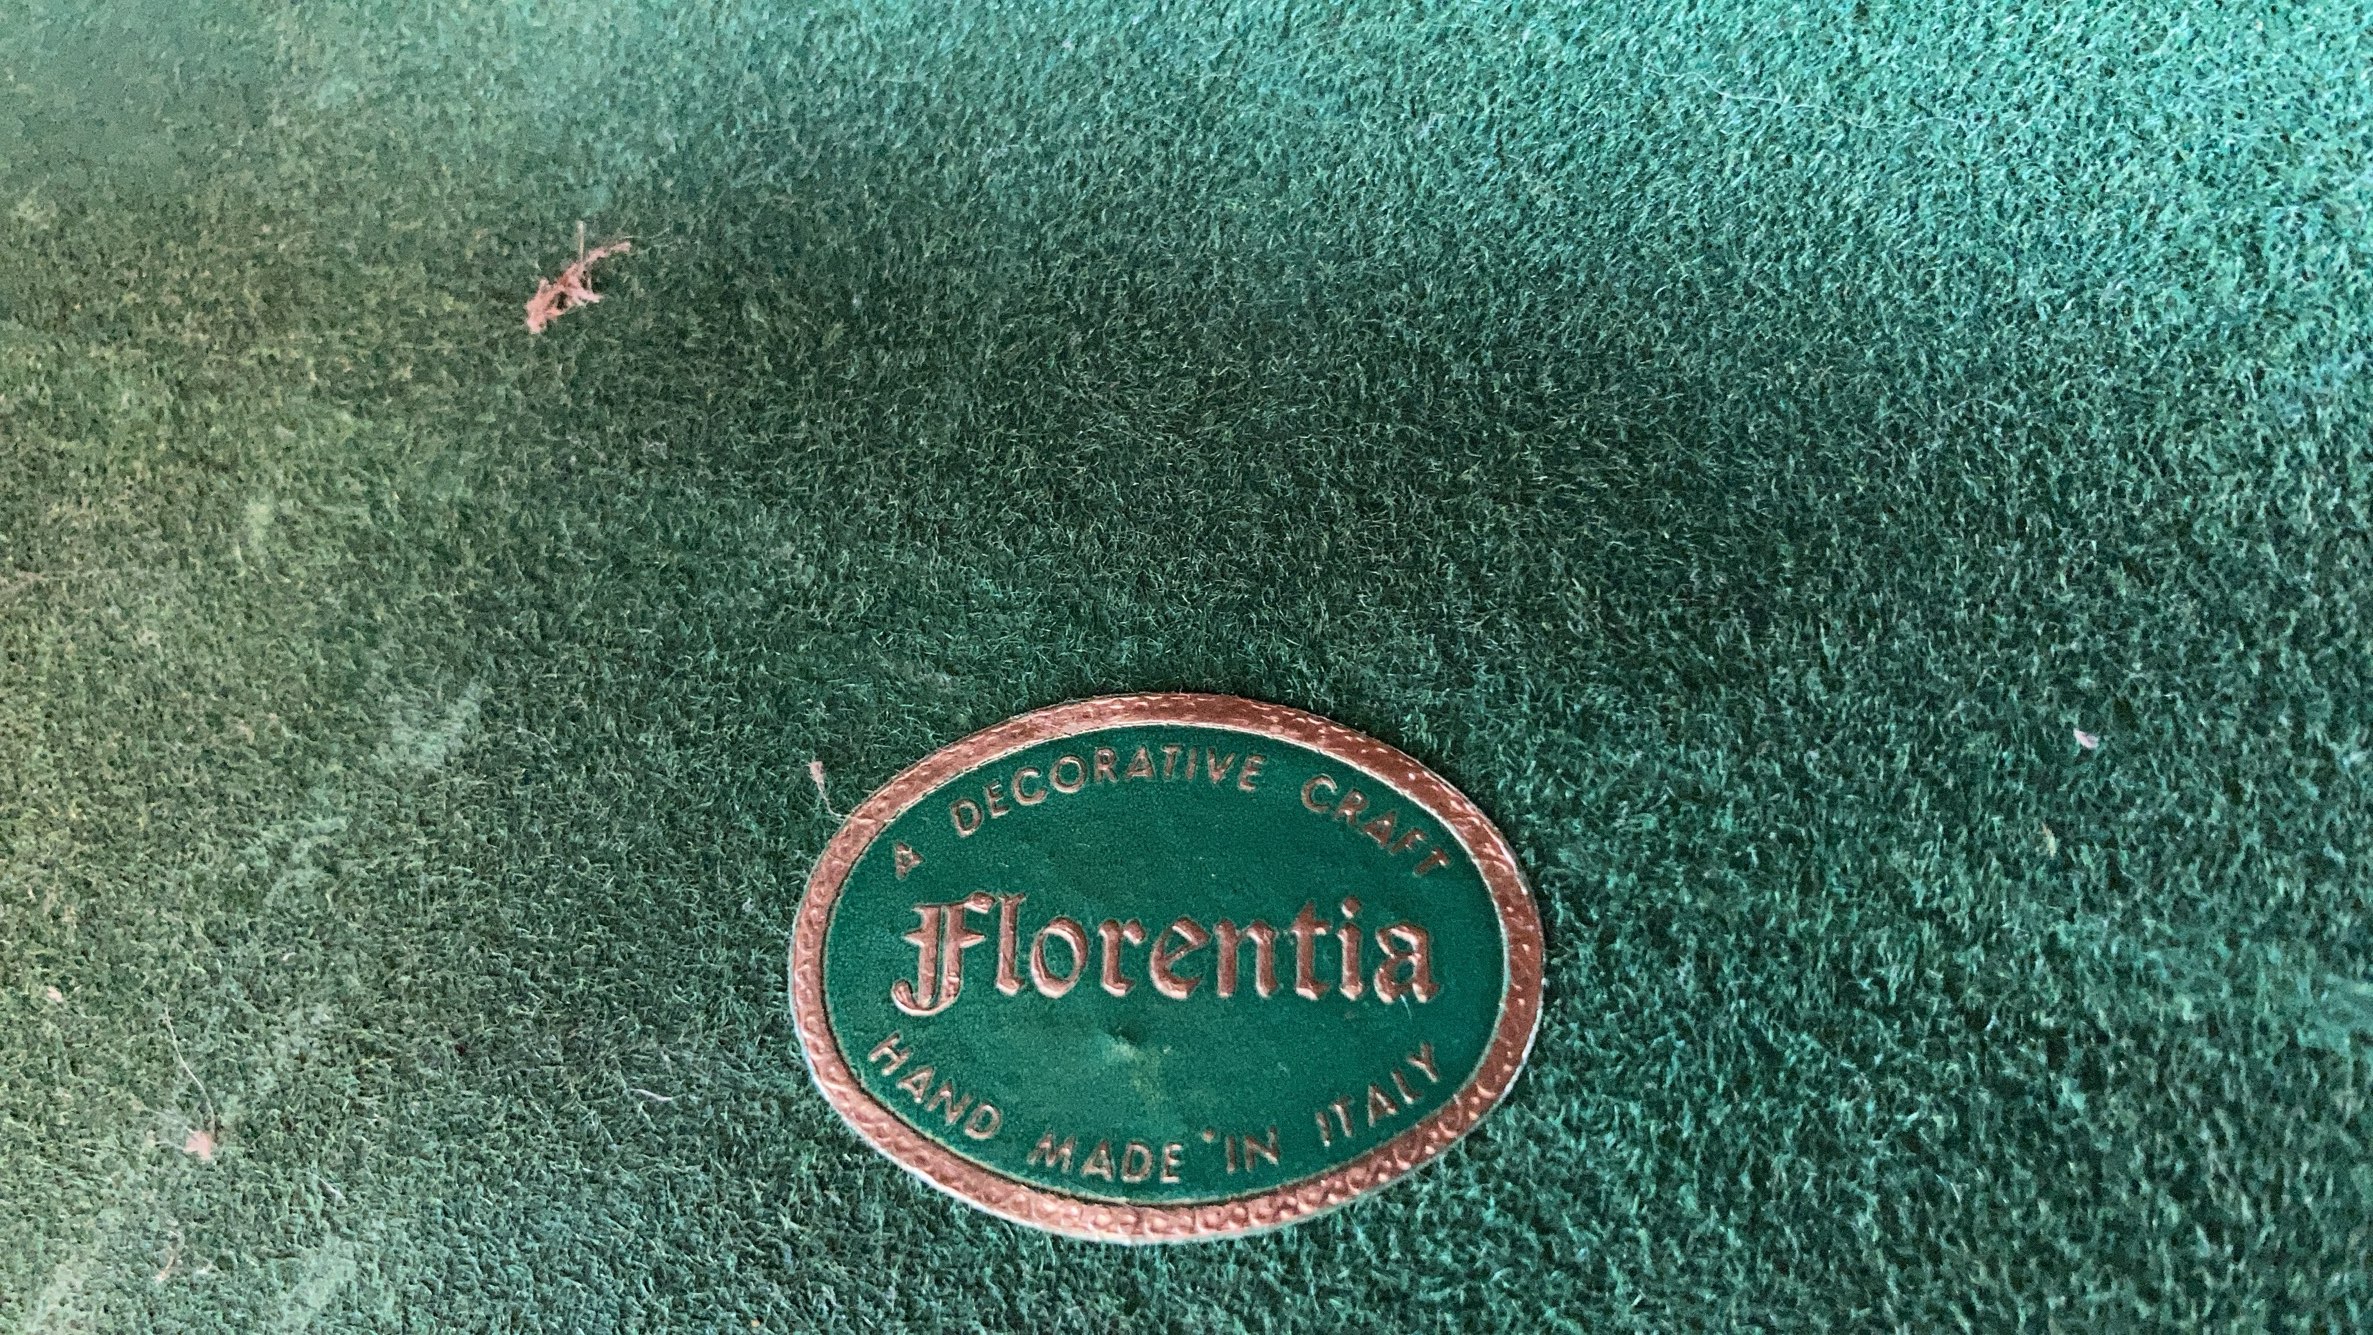 A DECORATIVE CRAFT
Florentia
HAND MADE IN ITALY